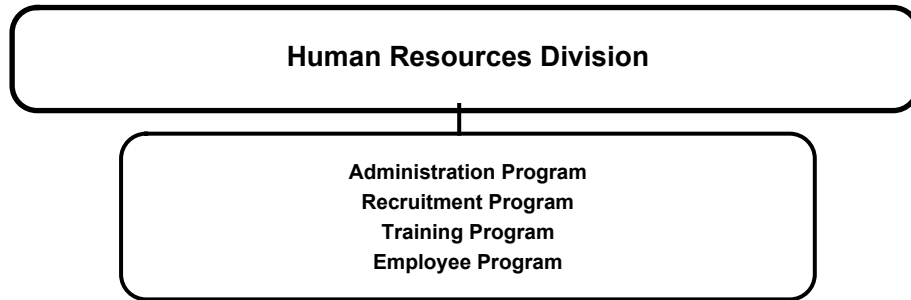 Human Resources Division
Administration Program
Recruitment Program
Training Program
Employee Program